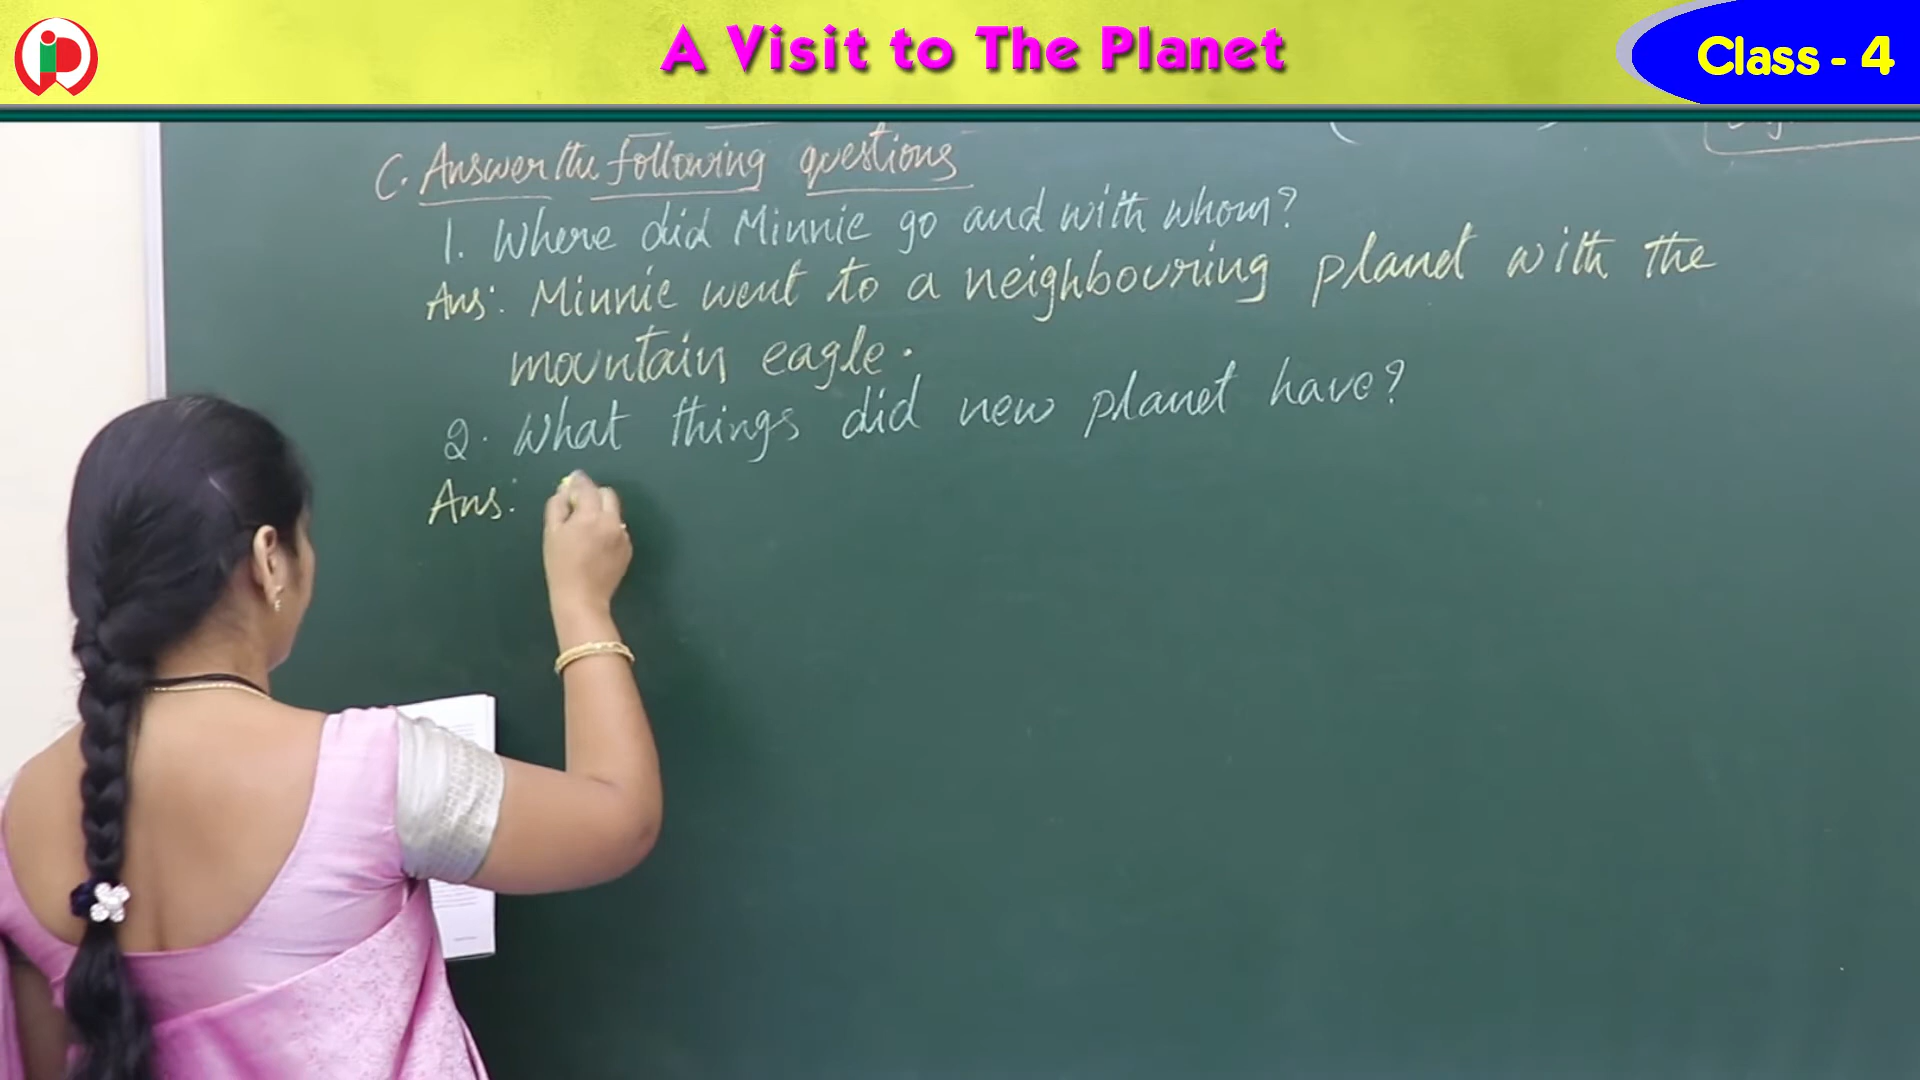 A Visit to The Planet
Class - 4
C. Answer the following questions
1. Where did Minnie go and with whom?
Ans: Minnie went to a neighbouring planet with the
mountain eagle.
2. What things did new planet have?
Ans: